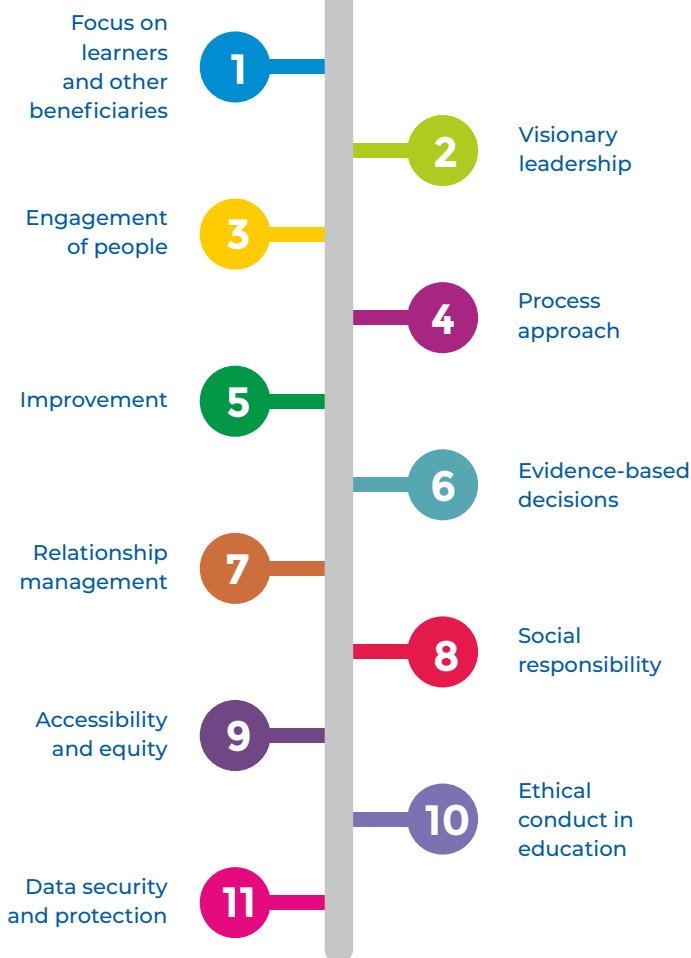 Focus on
learners
and other
beneficiaries
1
2
Visionary
leadership
Engagement
of people
3
4
Process
approach
Improvement
5
6
Evidence-based
decisions
Relationship
management
7
8
Social
responsibility
Accessibility
and equity
9
10
Ethical
conduct in
education
Data security
and protection
11